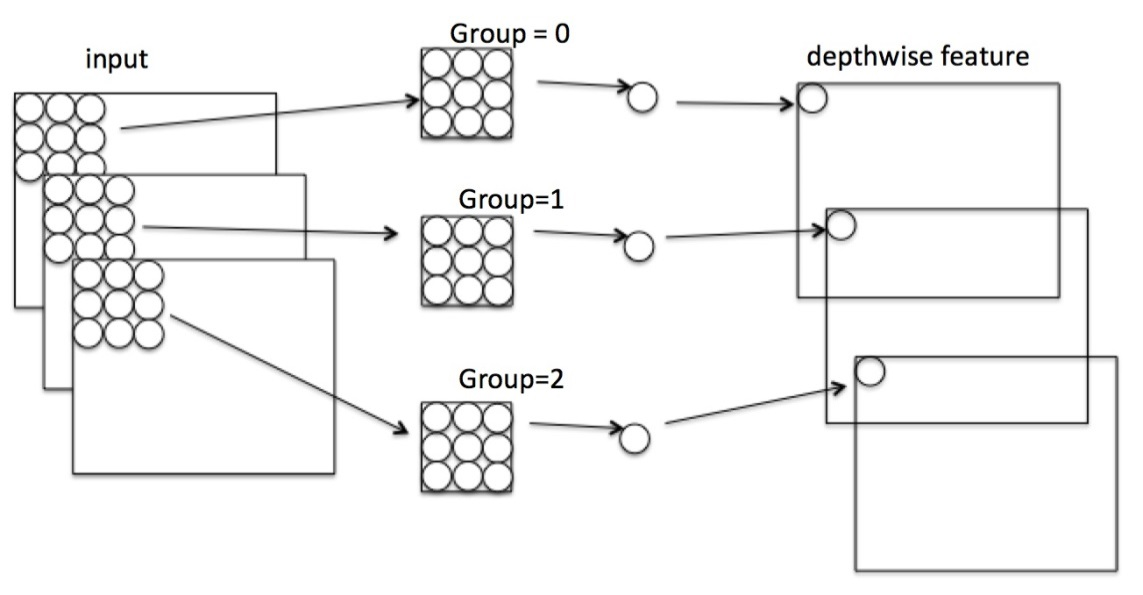 input
Group = 0
depthwise feature
Group=1
Group=2